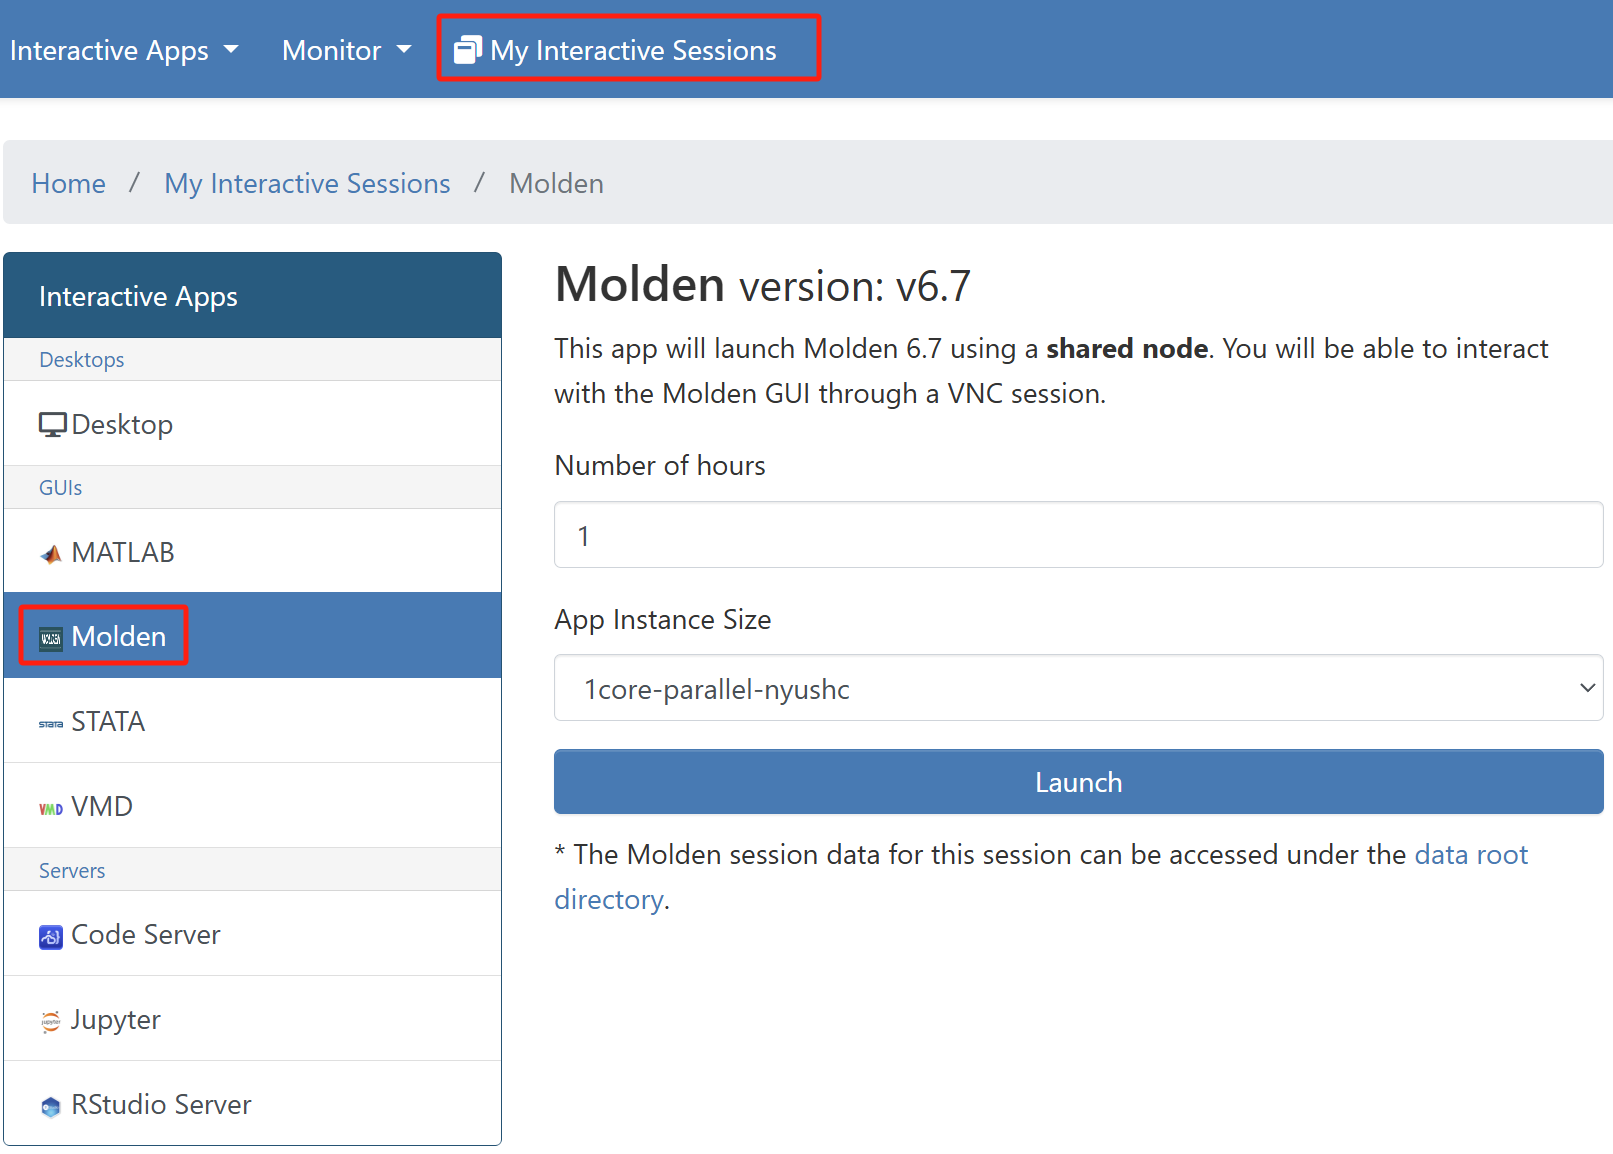 Interactive Apps Monitor My Interactive Sessions
Home / My Interactive Sessions / Molden
Interactive Apps
Desktops
Desktop
GUIs
MATLAB
MOLDEN Molden
STATA STATA
VMD VMD
Servers
Code Server
jupyter Jupyter
RStudio Server
Molden version: v6.7
This app will launch Molden 6.7 using a shared node. You will be able to interact
with the Molden GUI through a VNC session.
Number of hours
1
App Instance Size
1core-parallel-nyushc
Launch
* The Molden session data for this session can be accessed under the data root
directory.